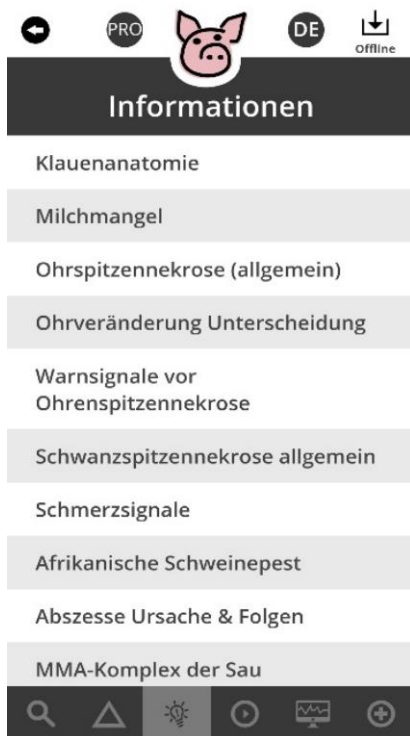 PRO
DE
Offline
Informationen
Klauenanatomie
Milchmangel
Ohrspitzennekrose (allgemein)
Ohrveränderung Unterscheidung
Warnsignale vor
Ohrenspitzennekrose
Schwanzspitzennekrose allgemein
Schmerzsignale
Afrikanische Schweinepest
Abszesse Ursache & Folgen
MMA-Komplex der Sau